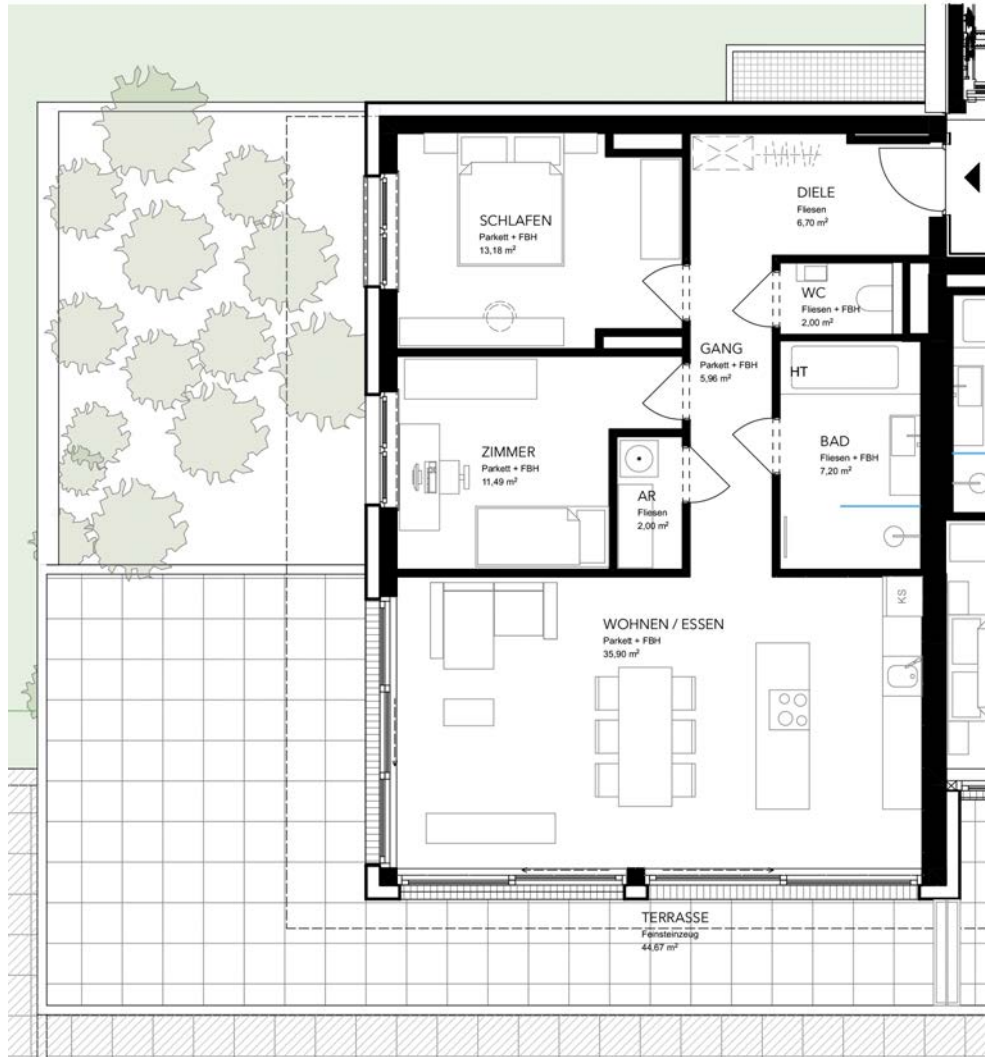 SCHLAFEN
Parkett + FBH
13,18 m²
DIELE
Fliesen
6,70 m²
WC
Fliesen + FBH
2,00 m²
GANG
Parkett + FBH
5,96 m²
HT
BAD
Fliesen + FBH
7,20 m²
ZIMMER
Parkett + FBH
11,49 m²
AR
Fliesen
2,00 m²
KS
WOHNEN / ESSEN
Parkett + FBH
35,90 m²
TERRASSE
Feinsteinzeug
44,67 m²